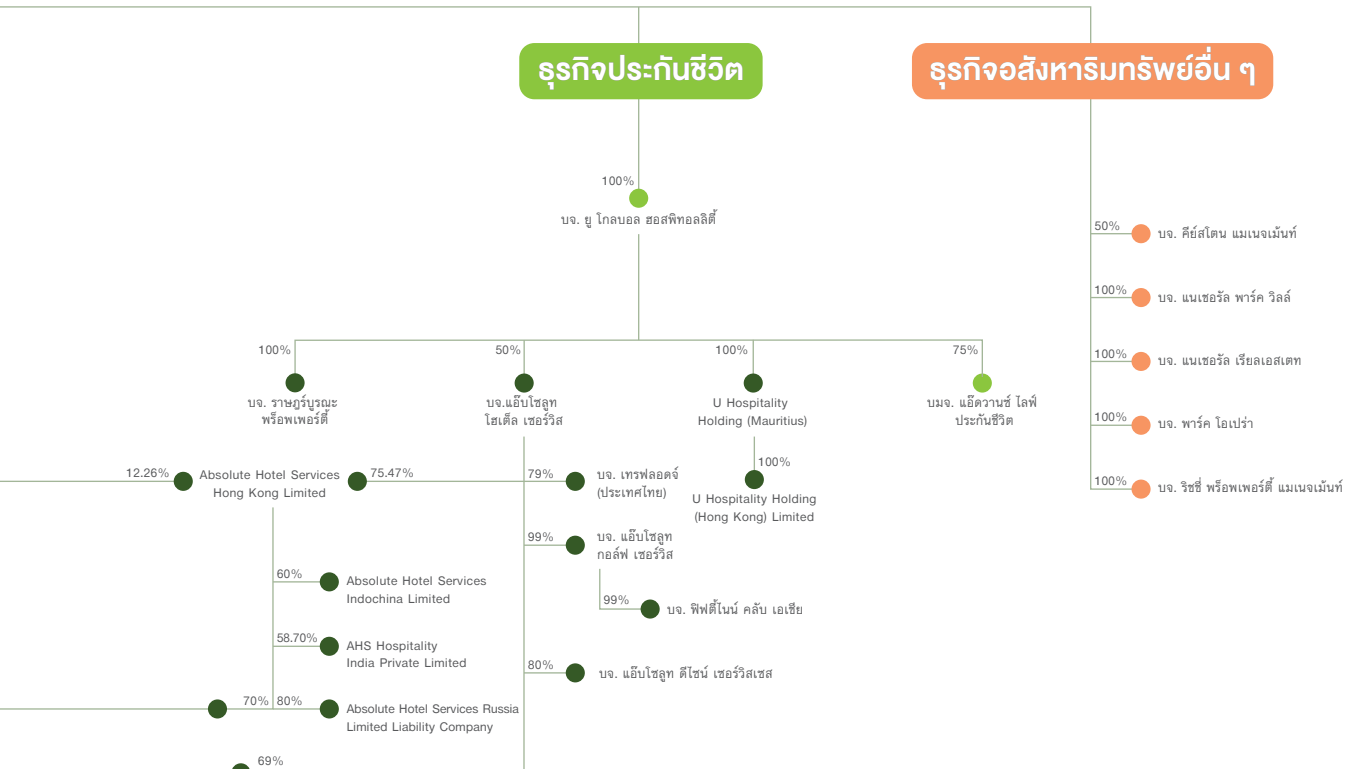 ธุรกิจประกันชีวิต
ธุรกิจอสังหาริมทรัพย์อื่น ๆ
100%
บจ. ยู โกลบอล ฮอสพิทอลลิตี้
50%
บจ. คีย์สโตน แมเนจเม้นท์
100%
บจ. แนเชอรัล พาร์ค วิลล์
100%
บจ. แนเชอรัล เรียลเอสเตท
100%
บจ. พาร์ค โอเปร่า
100%
บจ. ริชชี่ พร็อพเพอร์ตี้ แมเนจเม้นท์
100%
บจ. ราษฎร์บูรณะ
พร็อพเพอร์ตี้
50%
บจ.แอ๊บโซลูท
โฮเต็ล เซอร์วิส
100%
U Hospitality
Holding (Mauritius)
75%
บมจ. แอ๊ดวานซ์ ไลฟ์
ประกันชีวิต
12.26%
Absolute Hotel Services
Hong Kong Limited
75.47%
79%
บจ. เทรฟลอดจ์
(ประเทศไทย)
100%
U Hospitality Holding
(Hong Kong) Limited
99%
บจ. แอ๊บโซลูท
กอล์ฟ เซอร์วิส
99%
บจ. ฟิฟตี้ไนน์ คลับ เอเชีย
60%
Absolute Hotel Services
Indochina Limited
58.70%
AHS Hospitality
India Private Limited
80%
บจ. แอ๊บโซลูท ดีไซน์ เซอร์วิสเซส
70%
80%
Absolute Hotel Services Russia
Limited Liability Company
69%